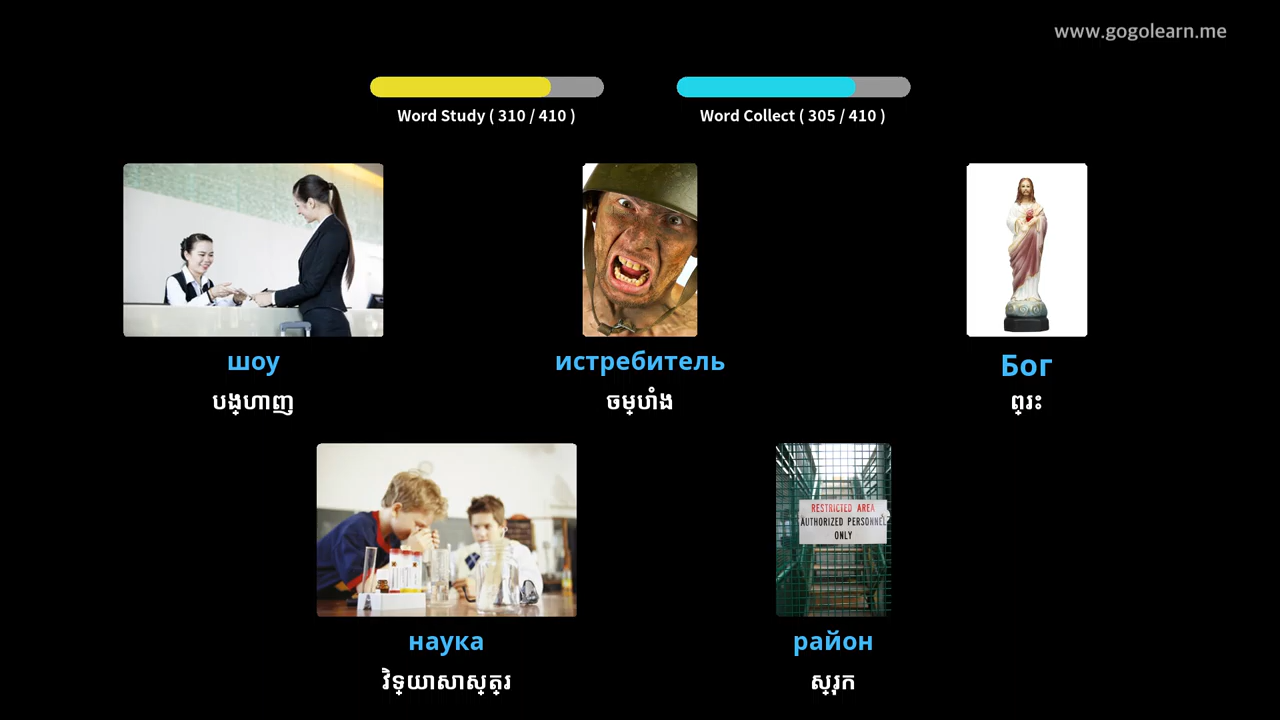 www.gogolearn.me
Word Study ( 310 / 410 )
Word Collect ( 305 / 410 )
шоу
បង្ហាញ
истребитель
ចម្បាំង
Бог
ព្រះ
RESTRICTED AREA
AUTHORIZED PERSONNEL
ONLY
наука
វិទ្យាសាស្ត្រ
район
ស្រុក